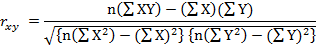 r_xy = n(∑XY) − (∑X)(∑Y) / √{n(∑X²) − (∑X)²} {n(∑Y²) − (∑Y)²}